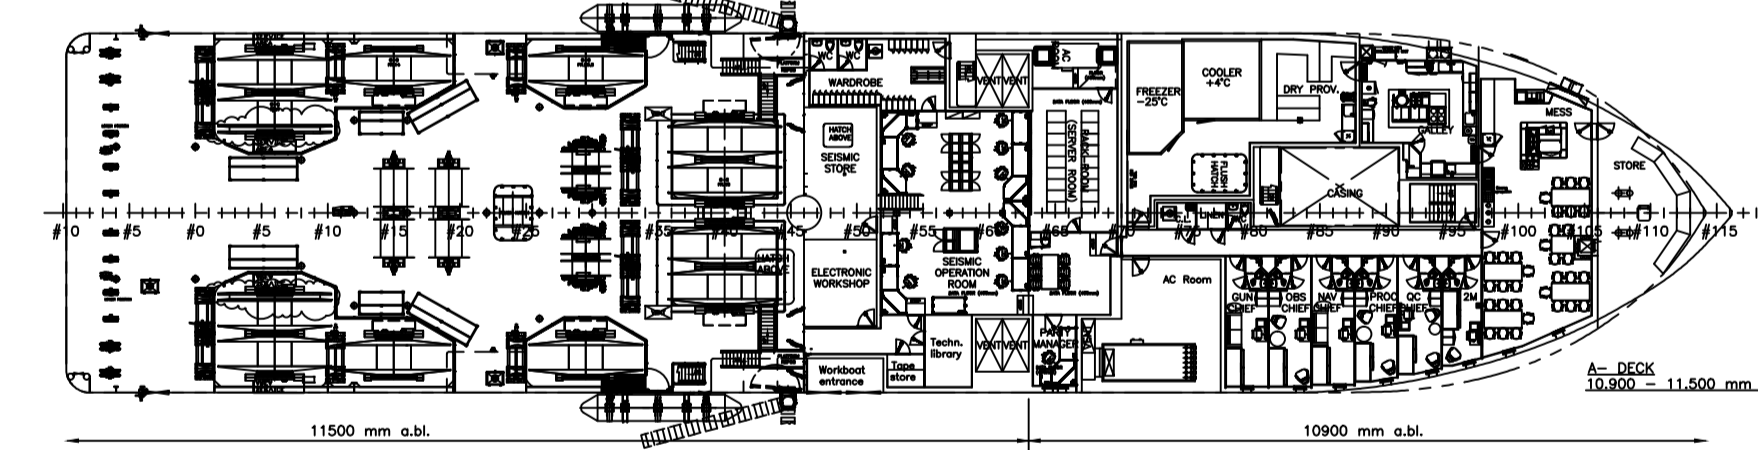 WC
WC
WARDROBE
VENT
VENT
AC
FREEZER
-25°C
COOLER
+4°C
DRY PROV.
GALLEY
MESS
STORE
HATCH
ABOVE
SEISMIC
STORE
RACK-ROOM
(SERVER ROOM)
FLUSH
HATCH
CASING
LINEN
#10
#5
#0
#5
#10
#15
#20
#25
#35
#40
#45
#50
#55
#60
#65
#70
#75
#80
#85
#90
#95
#100
#105
#110
#115
HATCH
ABOVE
ELECTRONIC
WORKSHOP
SEISMIC
OPERATION
ROOM
AC Room
GUN
CHIEF
OBS
CHIEF
NAV
CHIEF
PROC
CHIEF
QC
CHIEF
2M
Techn.
library
VENT
VENT
PARTY
MANAGER
Workboat
entrance
Tape
store
A- DECK
10.900 - 11.500 mm
11500 mm a.bl.
10900 mm a.bl.